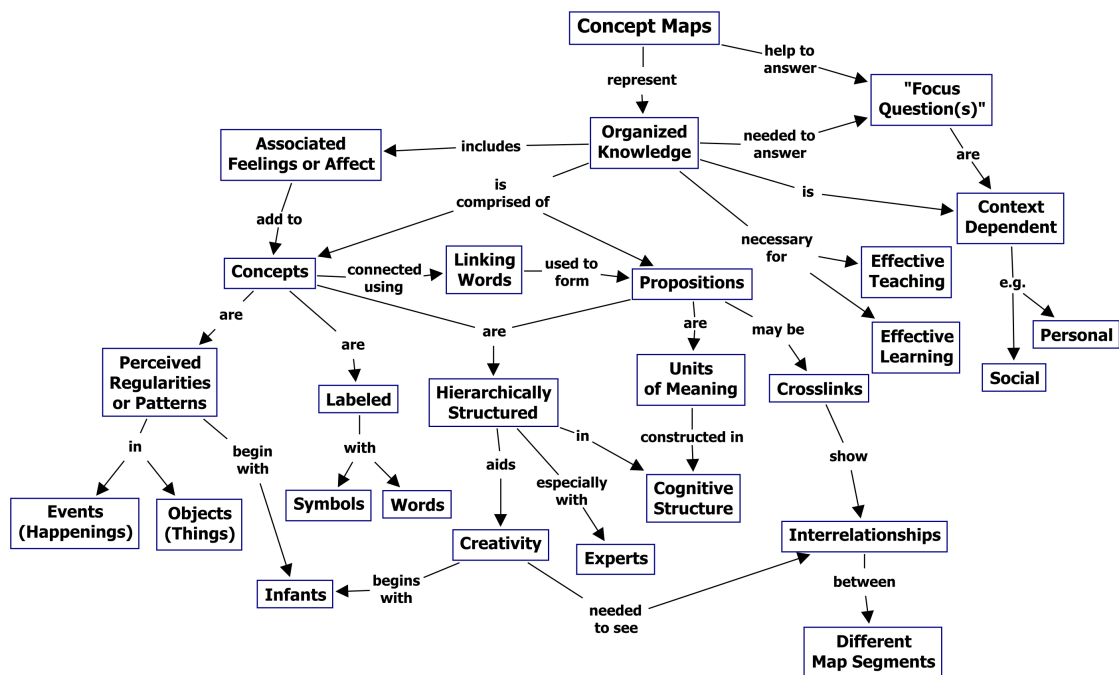 Concept Maps
help to
answer
represent
"Focus
Question(s)"
Associated
Feelings or Affect
includes
Organized
Knowledge
needed to
answer
are
is
comprised of
is
Context
Dependent
add to
necessary
for
Concepts
connected
using
Linking
Words
used to
form
Propositions
Effective
Teaching
e.g.
are
are
are
are
may be
Effective
Learning
Personal
Perceived
Regularities
or Patterns
Labeled
Hierarchically
Structured
Units
of Meaning
Crosslinks
Social
in
begin
with
with
aids
in
constructed in
show
especially
with
Events
(Happenings)
Objects
(Things)
Symbols
Words
Cognitive
Structure
Creativity
Experts
Interrelationships
Infants
begins
with
needed
to see
between
Different
Map Segments